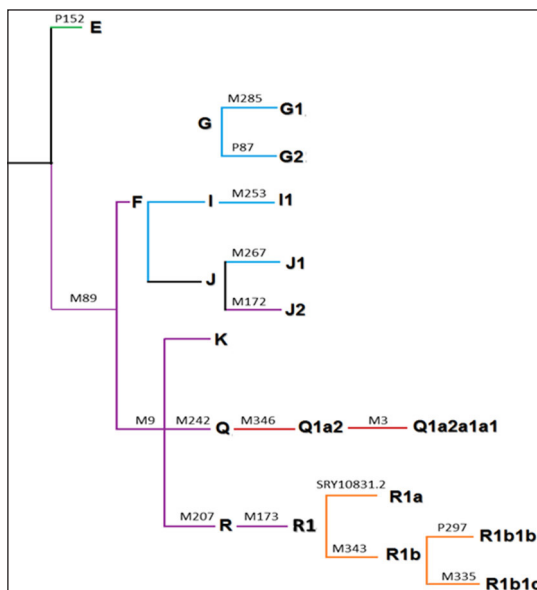 P152 E
M285 G1
G
P87 G2
F I M253 I1
M267 J1
J
M172 J2
M89
K
M9 M242 Q M346 Q1a2 M3 Q1a2a1a1
SRY10831.2 R1a
M207 R M173 R1
P297 R1b1b
M343 R1b
M335 R1b1c